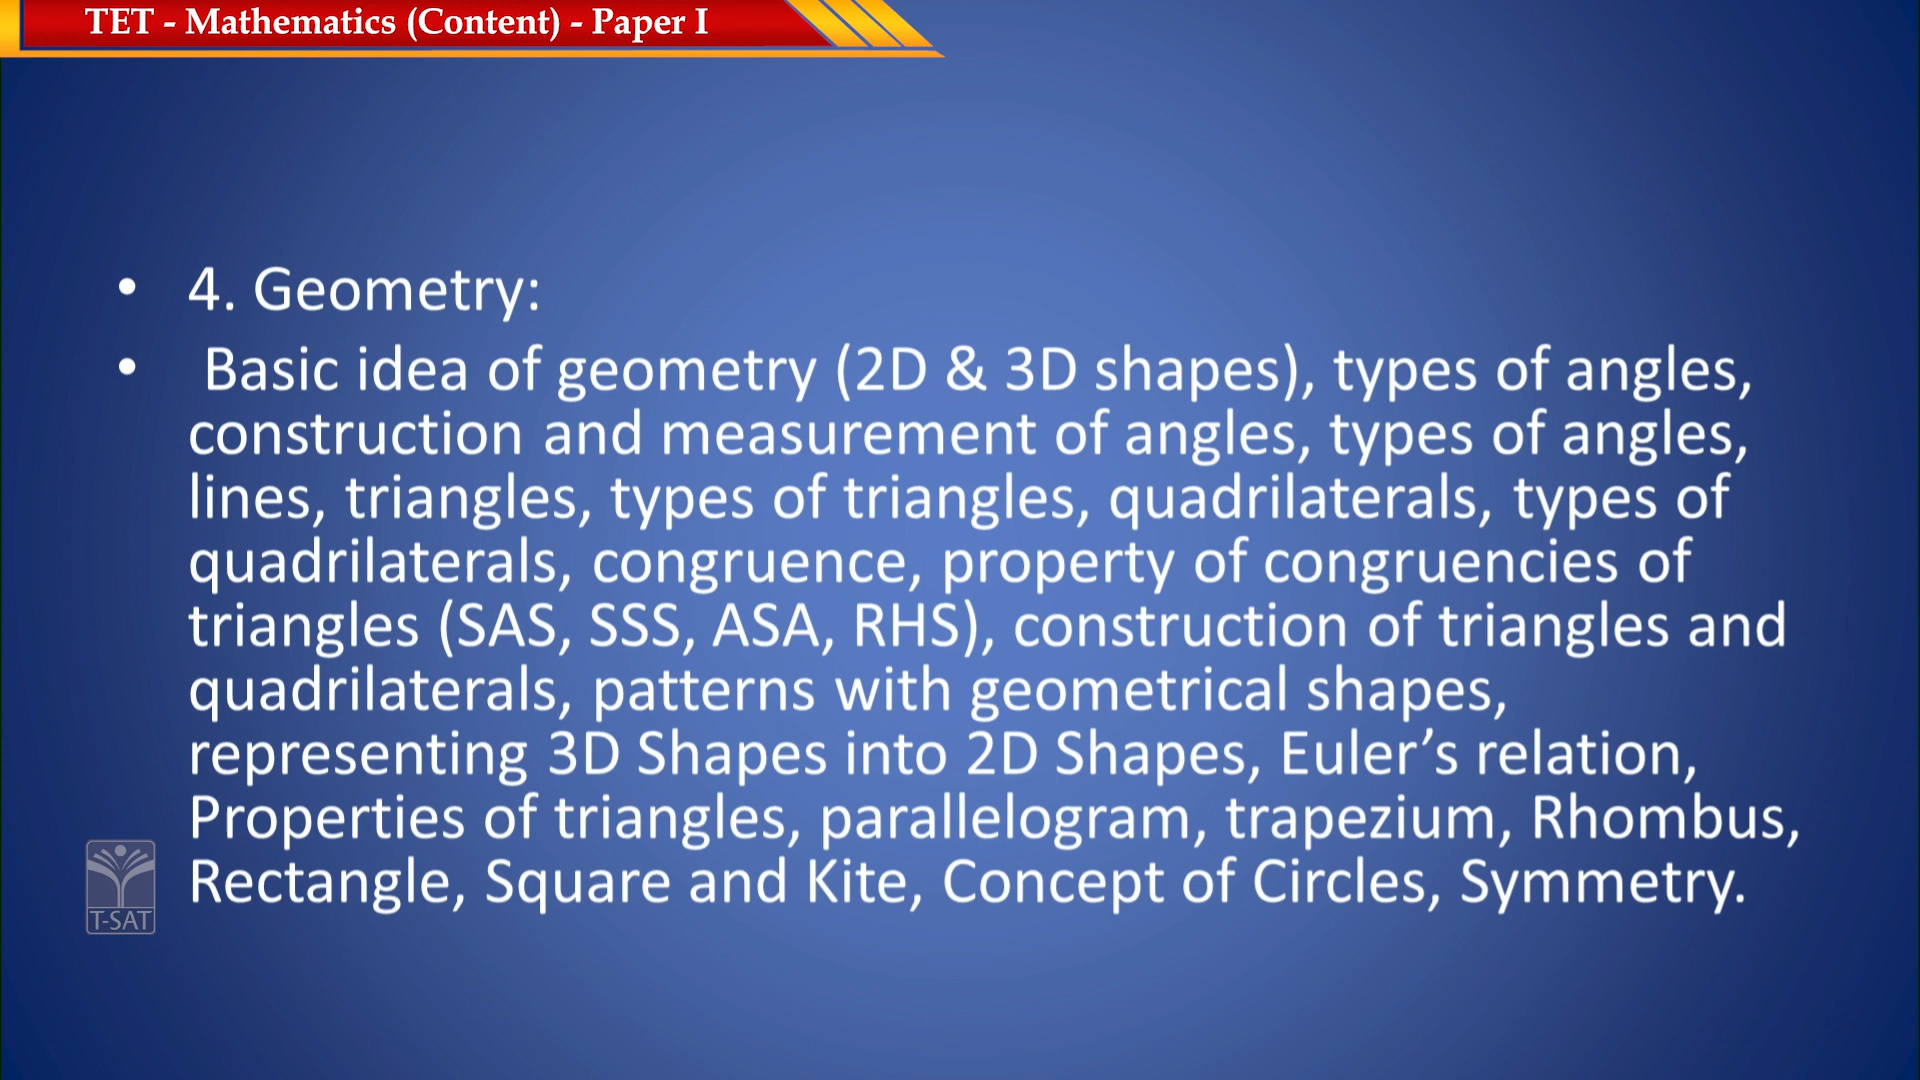 TET - Mathematics (Content) - Paper I
• 4. Geometry:
• Basic idea of geometry (2D & 3D shapes), types of angles,
construction and measurement of angles, types of angles,
lines, triangles, types of triangles, quadrilaterals, types of
quadrilaterals, congruence, property of congruencies of
triangles (SAS, SSS, ASA, RHS), construction of triangles and
quadrilaterals, patterns with geometrical shapes,
representing 3D Shapes into 2D Shapes, Euler’s relation,
Properties of triangles, parallelogram, trapezium, Rhombus,
Rectangle, Square and Kite, Concept of Circles, Symmetry.
T-SAT